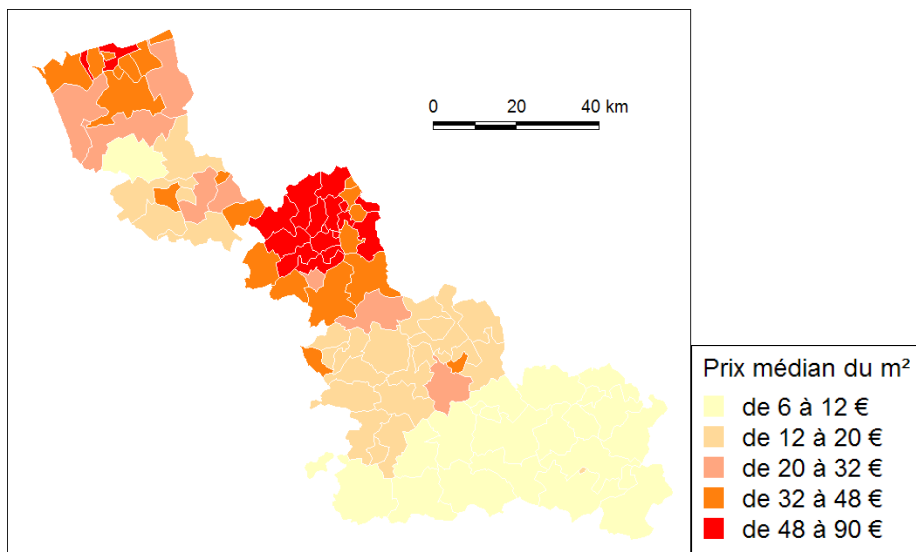 0 20 40 km
Prix médian du m²
de 6 à 12 €
de 12 à 20 €
de 20 à 32 €
de 32 à 48 €
de 48 à 90 €